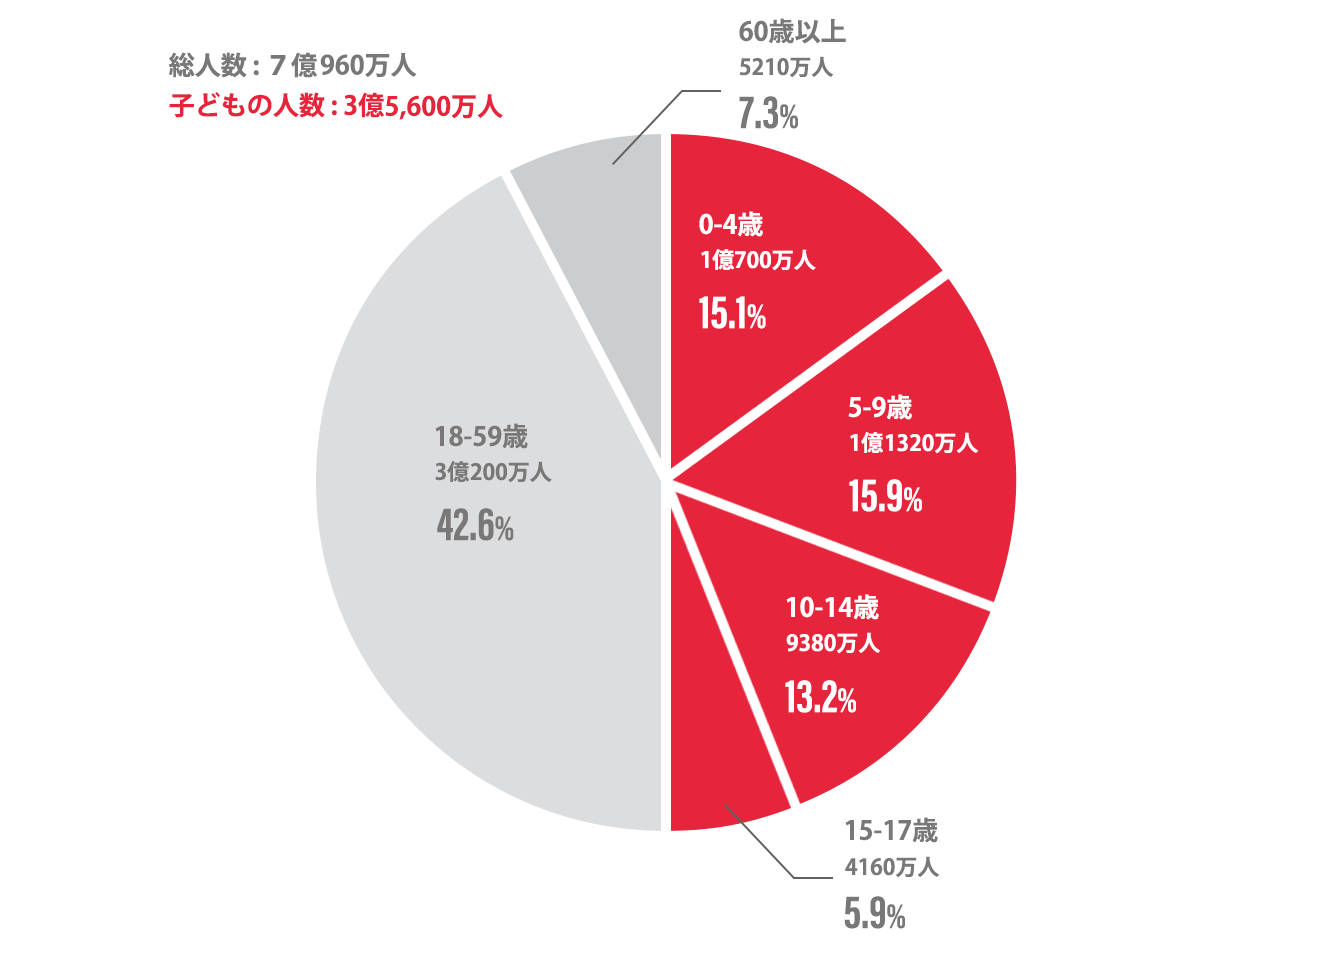 総人数 : ７億960万人
子どもの人数 : 3億5,600万人
60歳以上
5210万人
7.3%
0-4歳
1億700万人
15.1%
5-9歳
1億1320万人
15.9%
18-59歳
3億200万人
42.6%
10-14歳
9380万人
13.2%
15-17歳
4160万人
5.9%